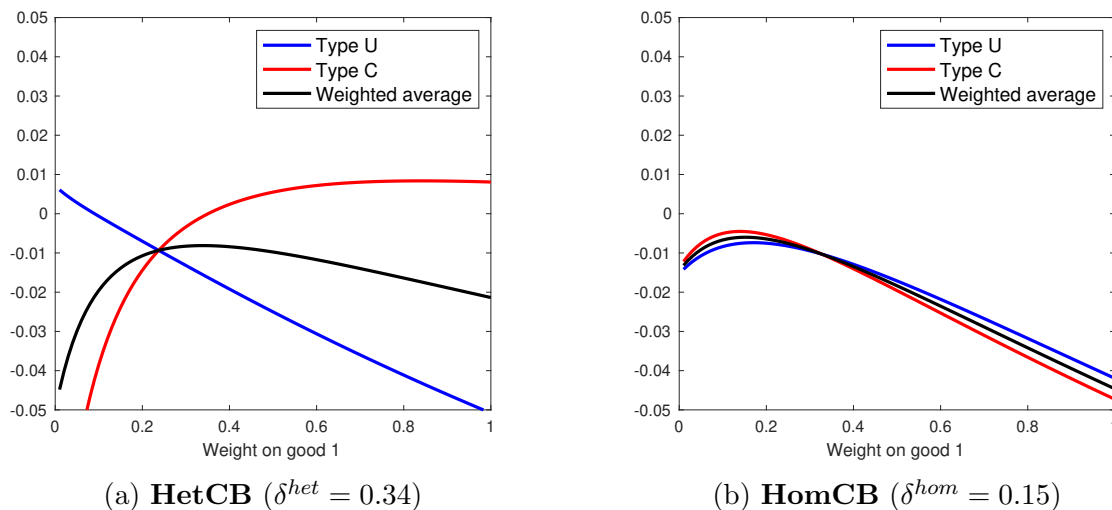 0.05
0.04
0.03
0.02
0.01
0
-0.01
-0.02
-0.03
-0.04
-0.05
0 0.2 0.4 0.6 0.8 1
Weight on good 1
Type U
Type C
Weighted average
(a) HetCB (δ^het = 0.34)
0.05
0.04
0.03
0.02
0.01
0
-0.01
-0.02
-0.03
-0.04
-0.05
0 0.2 0.4 0.6 0.8 1
Weight on good 1
Type U
Type C
Weighted average
(b) HomCB (δ^hom = 0.15)